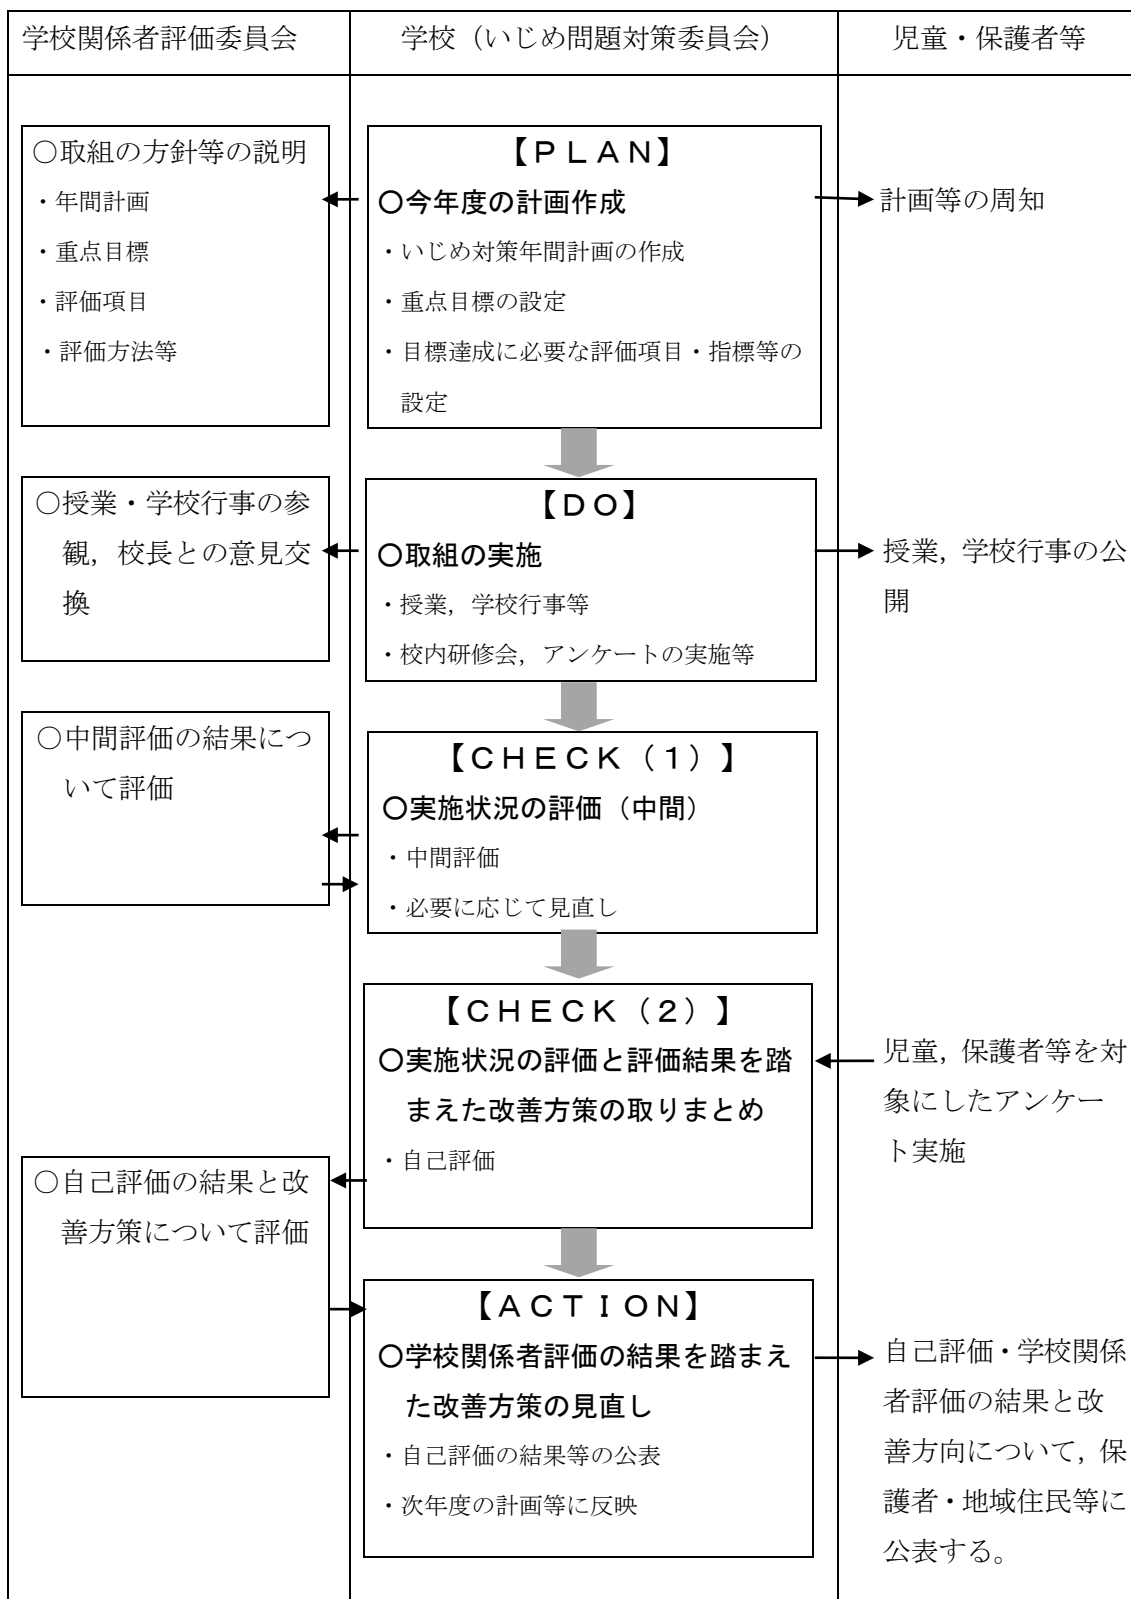 学校関係者評価委員会
学校（いじめ問題対策委員会）
児童・保護者等
○取組の方針等の説明
・年間計画
・重点目標
・評価項目
・評価方法等
【ＰＬＡＮ】
○今年度の計画作成
・いじめ対策年間計画の作成
・重点目標の設定
・目標達成に必要な評価項目・指標等の
設定
計画等の周知
○授業・学校行事の参
観，校長との意見交
換
【ＤＯ】
○取組の実施
・授業，学校行事等
・校内研修会，アンケートの実施等
授業，学校行事の公
開
○中間評価の結果につ
いて評価
【ＣＨＥＣＫ（１）】
○実施状況の評価（中間）
・中間評価
・必要に応じて見直し
【ＣＨＥＣＫ（２）】
○実施状況の評価と評価結果を踏
まえた改善方策の取りまとめ
・自己評価
児童，保護者等を対
象にしたアンケー
ト実施
○自己評価の結果と改
善方策について評価
【ＡＣＴＩＯＮ】
○学校関係者評価の結果を踏まえ
た改善方策の見直し
・自己評価の結果等の公表
・次年度の計画等に反映
自己評価・学校関係
者評価の結果と改
善方向について，保
護者・地域住民等に
公表する。